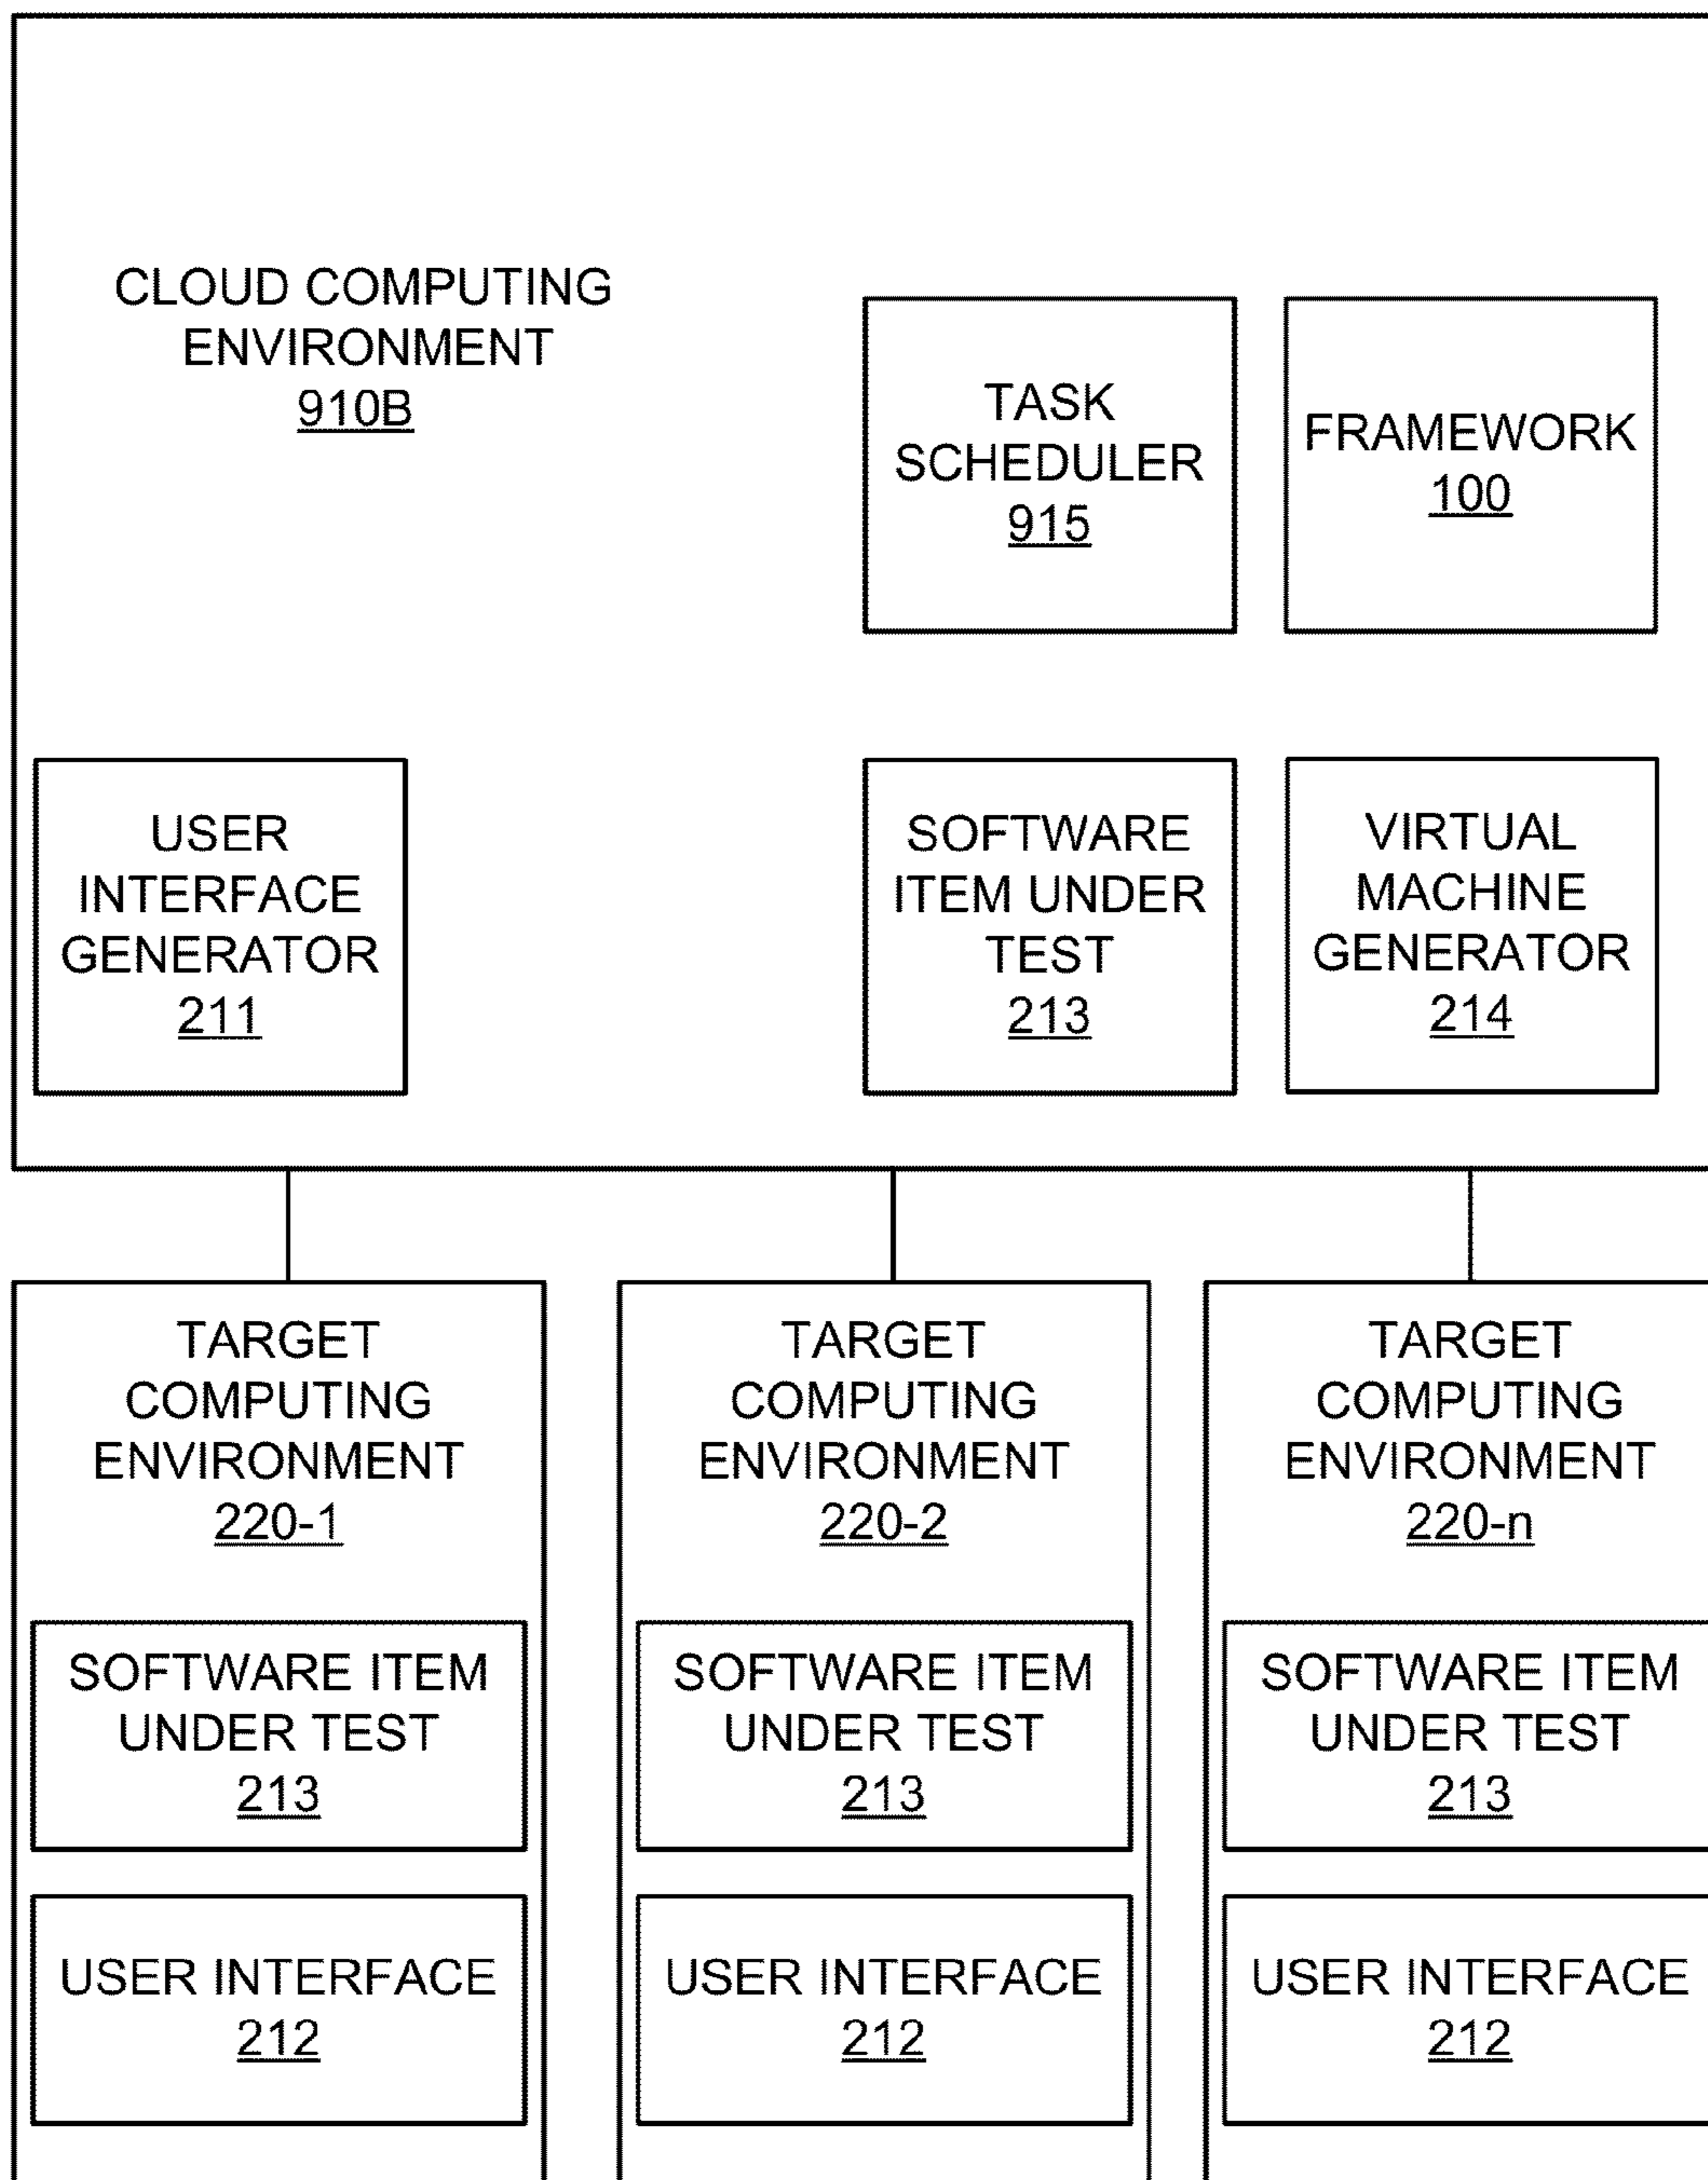 CLOUD COMPUTING
ENVIRONMENT
910B
TASK
SCHEDULER
915
FRAMEWORK
100
USER
INTERFACE
GENERATOR
211
SOFTWARE
ITEM UNDER
TEST
213
VIRTUAL
MACHINE
GENERATOR
214
TARGET
COMPUTING
ENVIRONMENT
220-1
SOFTWARE ITEM
UNDER TEST
213
USER INTERFACE
212
TARGET
COMPUTING
ENVIRONMENT
220-2
SOFTWARE ITEM
UNDER TEST
213
USER INTERFACE
212
TARGET
COMPUTING
ENVIRONMENT
220-n
SOFTWARE ITEM
UNDER TEST
213
USER INTERFACE
212